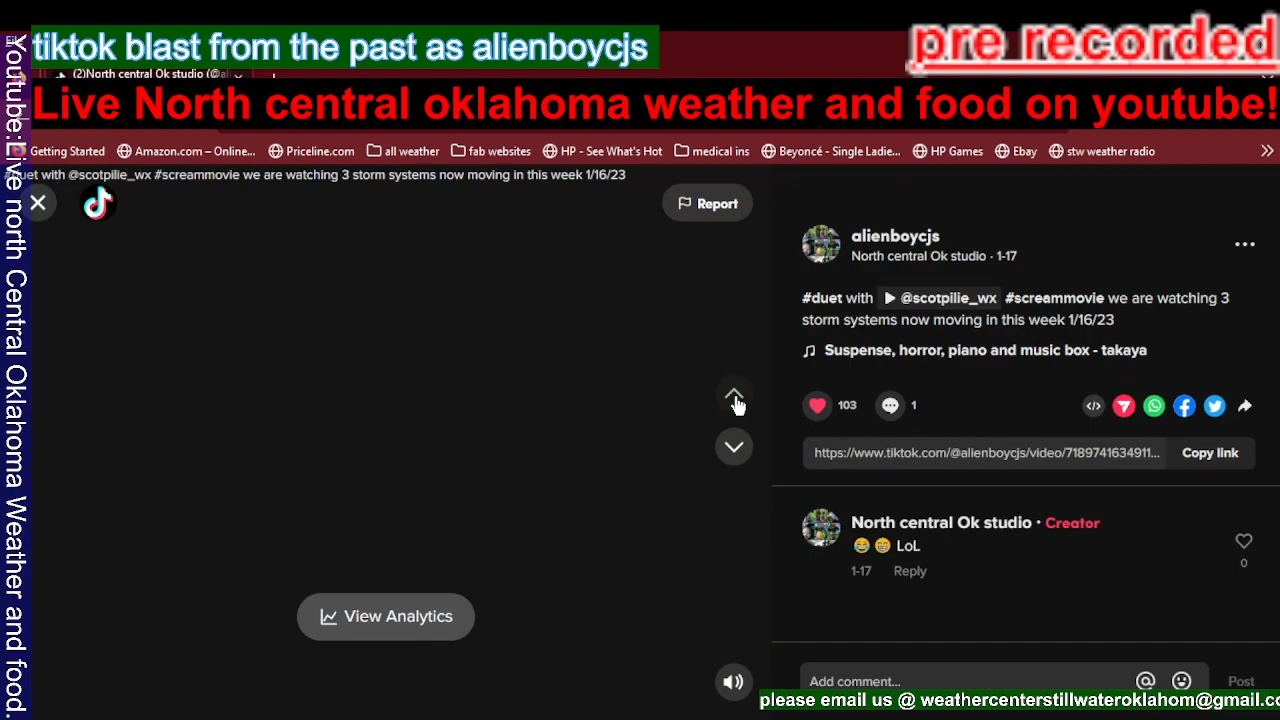 tiktok blast from the past as alienboycjs
pre recorded
(2)North central Ok studio (@al
Live North central oklahoma weather and food on youtube!
Youtube:Live north Central Oklahoma Weather and food.
Getting Started Amazon.com – Online... Priceline.com all weather fab websites HP - See What's Hot medical ins Beyoncé - Single Ladie... HP Games Ebay stw weather radio
#duet with @scotpilie_wx #screammovie we are watching 3 storm systems now moving in this week 1/16/23
Report
alienboycjs
North central Ok studio · 1-17
#duet with @scotpilie_wx #screammovie we are watching 3
storm systems now moving in this week 1/16/23
Suspense, horror, piano and music box - takaya
103 1
https://www.tiktok.com/@alienboycjs/video/7189741634911... Copy link
North central Ok studio · Creator
😂 😁 LoL
0
1-17 Reply
View Analytics
Add comment... Post
please email us @ weathercenterstillwateroklahom@gmail.co